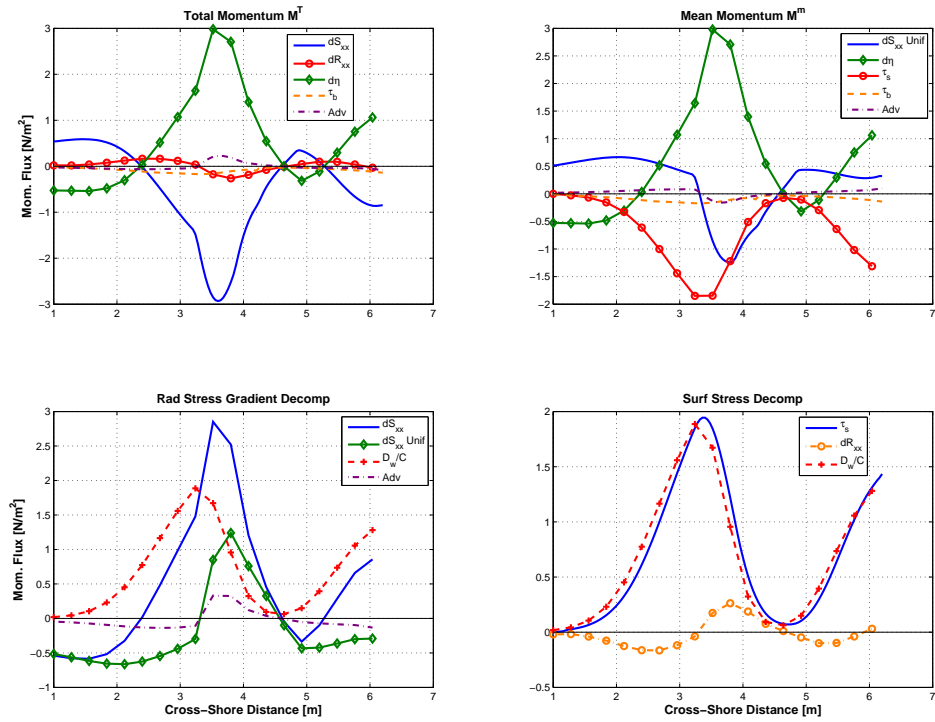 Total Momentum M^T
Mom. Flux [N/m²]
3
2
1
0
−1
−2
−3
1 2 3 4 5 6 7
dS_xx
dR_xx
dη
τ_b
Adv
Mean Momentum M^m
3
2.5
2
1.5
1
0.5
0
−0.5
−1
−1.5
−2
1 2 3 4 5 6 7
dS_xx Unif
dη
τ_s
τ_b
Adv
Rad Stress Gradient Decomp
Mom. Flux [N/m²]
3
2.5
2
1.5
1
0.5
0
−0.5
−1
1 2 3 4 5 6 7
Cross−Shore Distance [m]
dS_xx
dS_xx Unif
D_w/C
Adv
Surf Stress Decomp
2
1.5
1
0.5
0
−0.5
1 2 3 4 5 6 7
Cross−Shore Distance [m]
τ_s
dR_xx
D_w/C